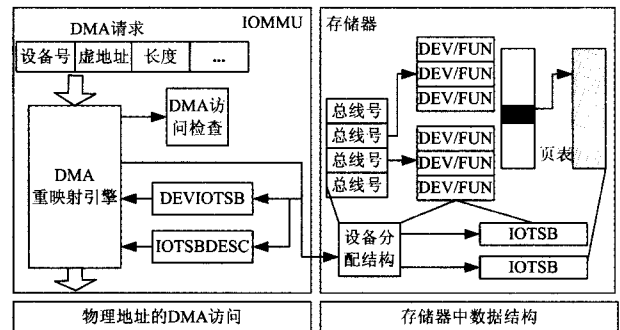 DMA请求
IOMMU
设备号 虚地址 长度 ...
DMA访
问检查
DMA
重映射引擎
DEVIOTSB
IOTSBDESC
物理地址的DMA访问
存储器
DEV/FUN
DEV/FUN
DEV/FUN
总线号
总线号
总线号
总线号
DEV/FUN
DEV/FUN
DEV/FUN
页表
设备分
配结构
IOTSB
IOTSB
存储器中数据结构